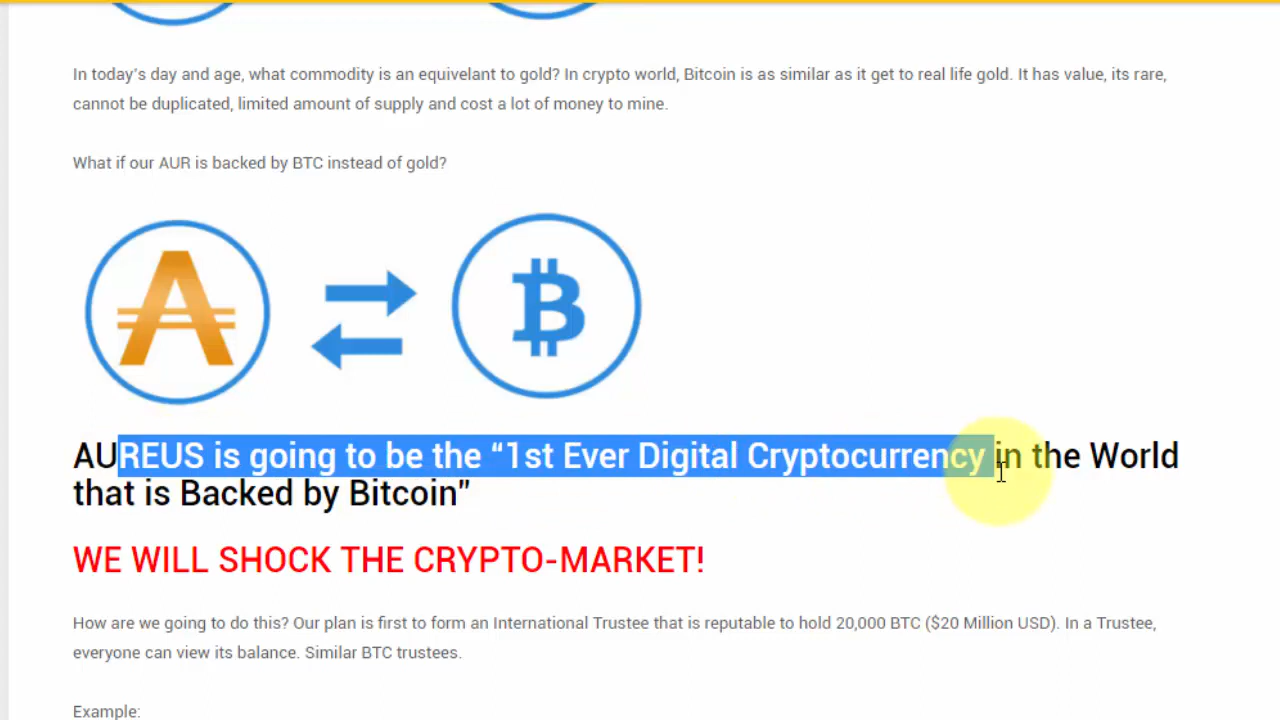 In today's day and age, what commodity is an equivelant to gold? In crypto world, Bitcoin is as similar as it get to real life gold. It has value, its rare,
cannot be duplicated, limited amount of supply and cost a lot of money to mine.
What if our AUR is backed by BTC instead of gold?
AUREUS is going to be the “1st Ever Digital Cryptocurrency in the World
that is Backed by Bitcoin”
WE WILL SHOCK THE CRYPTO-MARKET!
How are we going to do this? Our plan is first to form an International Trustee that is reputable to hold 20,000 BTC ($20 Million USD). In a Trustee,
everyone can view its balance. Similar BTC trustees.
Example: